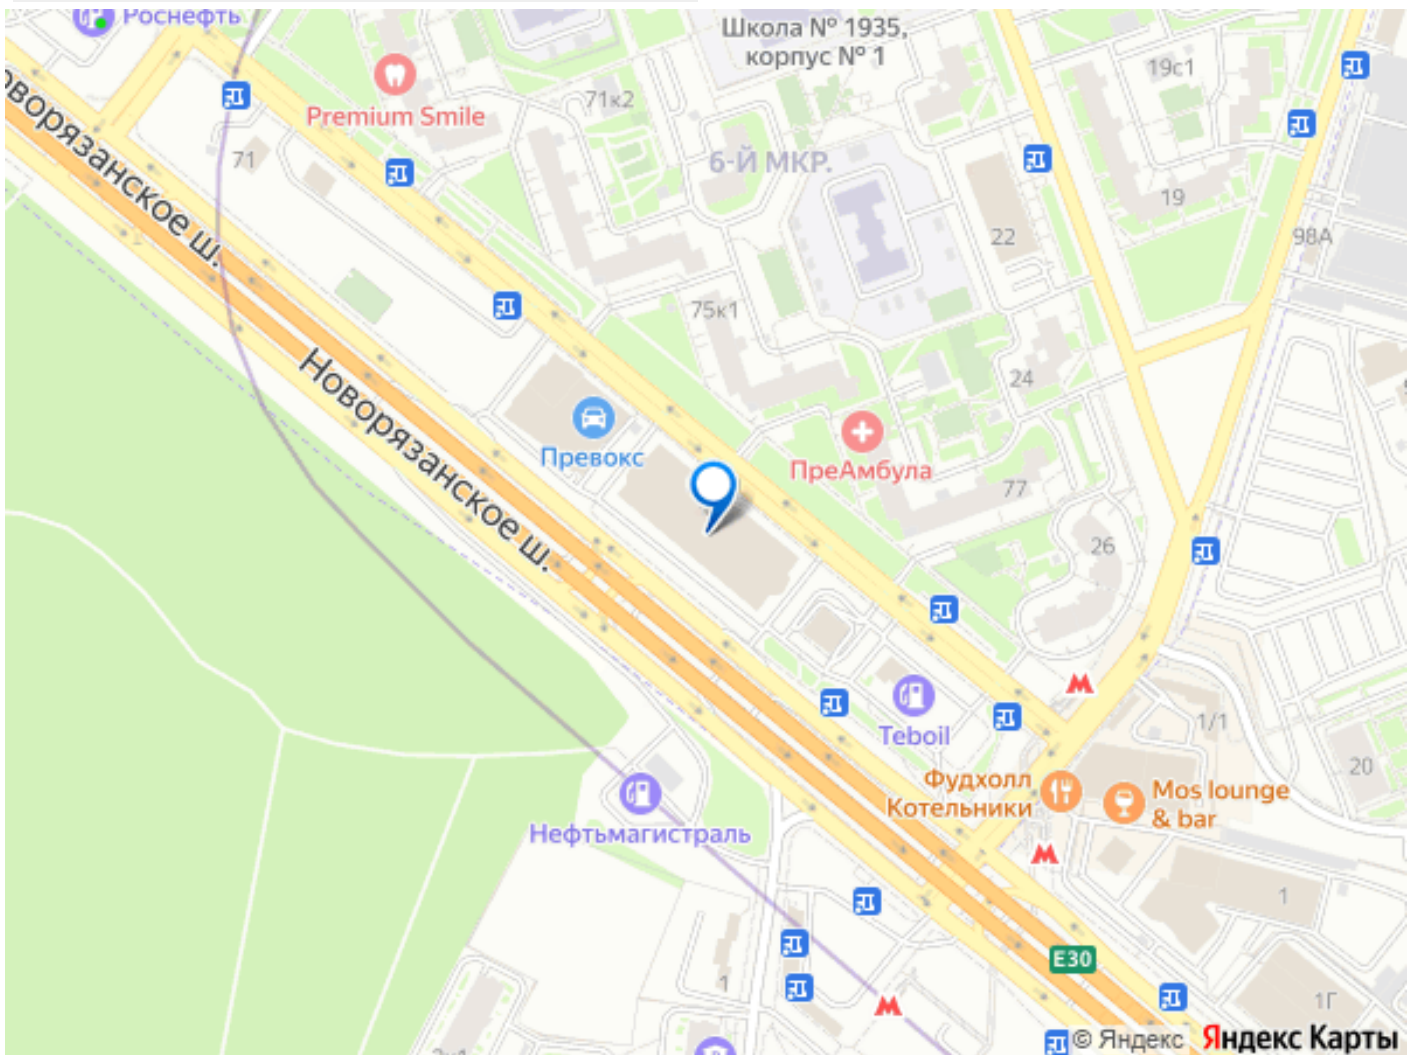 Роснефть
Школа № 1935,
корпус № 1
19с1
Premium Smile
71к2
71
6-Й МКР.
19
22
98А
Новорязанское ш.
75к1
24
Новорязанское ш.
Превокс
ПреАмбула
77
26
1/1
Teboil
20
Фудхолл
Котельники
Mos lounge
& bar
Нефтьмагистраль
1
E30
1
1Г
© Яндекс Яндекс Карты